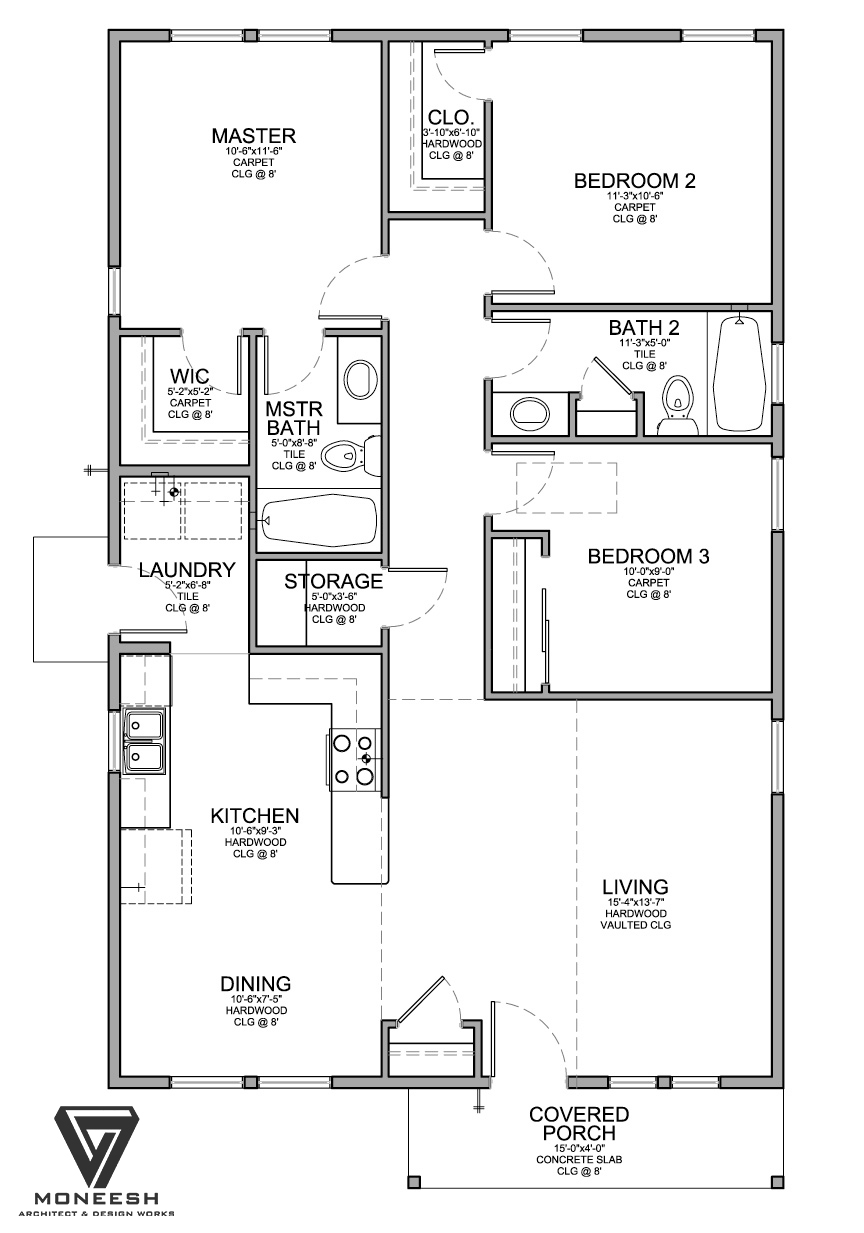 MASTER
10'-6"x11'-6"
CARPET
CLG @ 8'
CLO.
3'-10"x6'-10"
HARDWOOD
CLG @ 8'
BEDROOM 2
11'-3"x10'-6"
CARPET
CLG @ 8'
BATH 2
11'-3"x5'-0"
TILE
CLG @ 8'
WIC
5'-2"x5'-2"
CARPET
CLG @ 8'
MSTR
BATH
5'-0"x8'-8"
TILE
CLG @ 8'
LAUNDRY
5'-2"x6'-8"
TILE
CLG @ 8'
STORAGE
5'-0"x3'-6"
HARDWOOD
CLG @ 8'
BEDROOM 3
10'-0"x9'-0"
CARPET
CLG @ 8'
KITCHEN
10'-6"x9'-3"
HARDWOOD
CLG @ 8'
LIVING
15'-4"x13'-7"
HARDWOOD
VAULTED CLG
DINING
10'-6"x7'-5"
HARDWOOD
CLG @ 8'
COVERED
PORCH
15'-0"x4'-0"
CONCRETE SLAB
CLG @ 8'
MONEESH
ARCHITECT & DESIGN WORKS